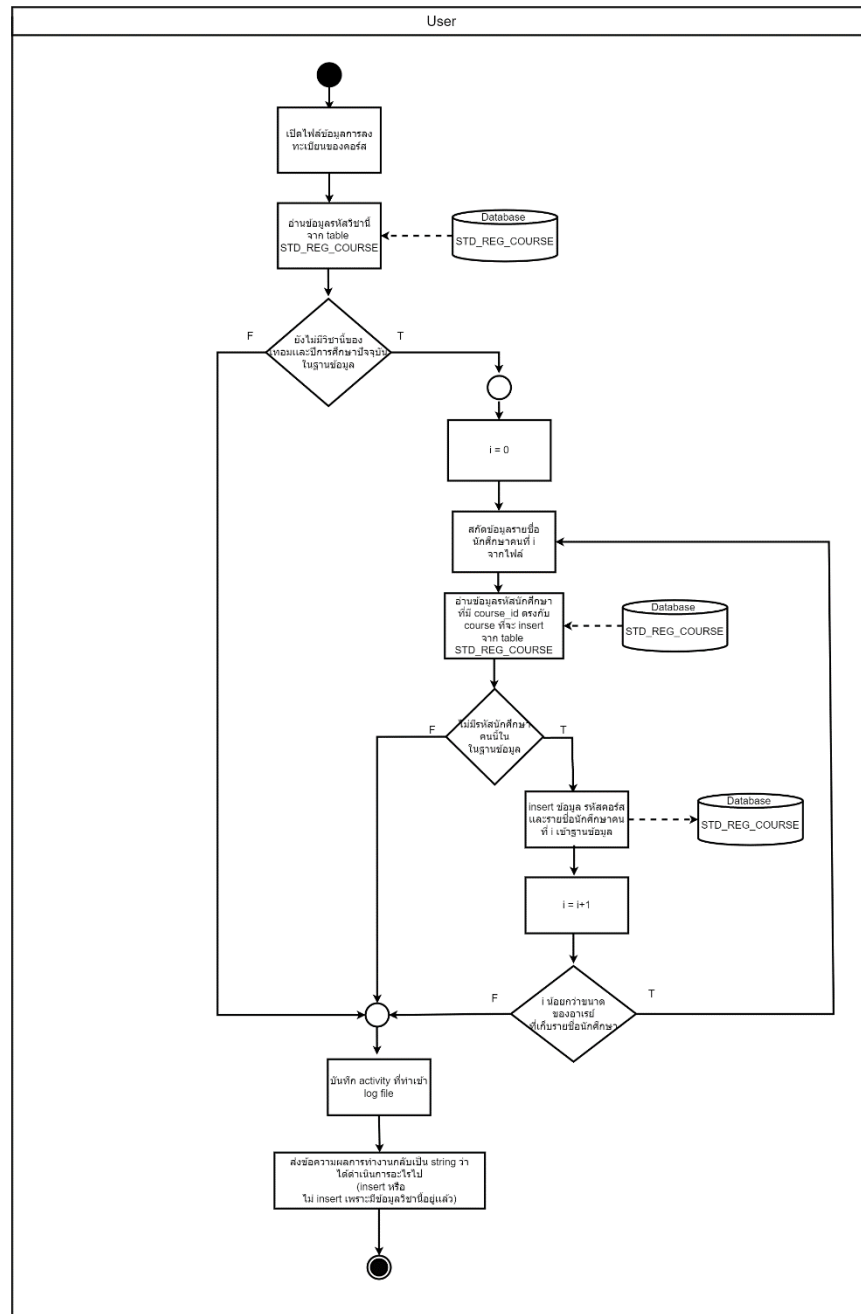 User
เปิดไฟล์ข้อมูลการลง
ทะเบียนของคอร์ส
อ่านข้อมูลรหัสวิชานี้
จาก table
STD_REG_COURSE
Database
STD_REG_COURSE
F
ยังไม่มีวิชานี้ของ
เทอมและปีการศึกษาปัจจุบัน
ในฐานข้อมูล
T
i = 0
สกัดข้อมูลรายชื่อ
นักศึกษาคนที่ i
จากไฟล์
อ่านข้อมูลรหัสนักศึกษา
ที่มี course_id ตรงกับ
course ที่จะ insert
จาก table
STD_REG_COURSE
Database
STD_REG_COURSE
F
ไม่มีรหัสนักศึกษา
คนนี้ใน
ในฐานข้อมูล
T
insert ข้อมูล รหัสคอร์ส
และรายชื่อนักศึกษาคน
ที่ i เข้าฐานข้อมูล
Database
STD_REG_COURSE
i = i+1
F
i น้อยกว่าขนาด
ของอาเรย์
ที่เก็บรายชื่อนักศึกษา
T
บันทึก activity ที่ทำเข้า
log file
ส่งข้อความผลการทำงานกลับเป็น string ว่า
ได้ดำเนินการอะไรไป
(insert หรือ
ไม่ insert เพราะมีข้อมูลวิชานี้อยู่แล้ว)